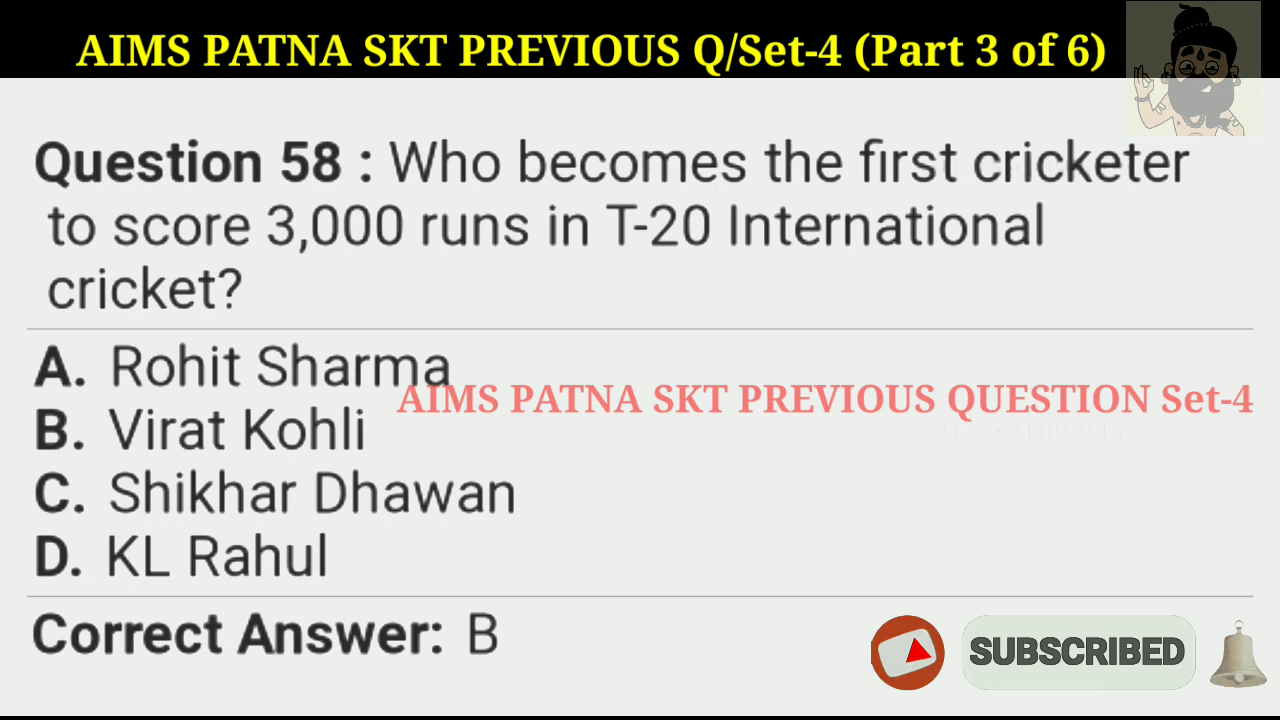 AIMS PATNA SKT PREVIOUS Q/Set-4 (Part 3 of 6)
Question 58 : Who becomes the first cricketer
to score 3,000 runs in T-20 International
cricket?
A. Rohit Sharma
AIMS PATNA SKT PREVIOUS QUESTION Set-4
B. Virat Kohli
C. Shikhar Dhawan
D. KL Rahul
Correct Answer: B
SUBSCRIBED